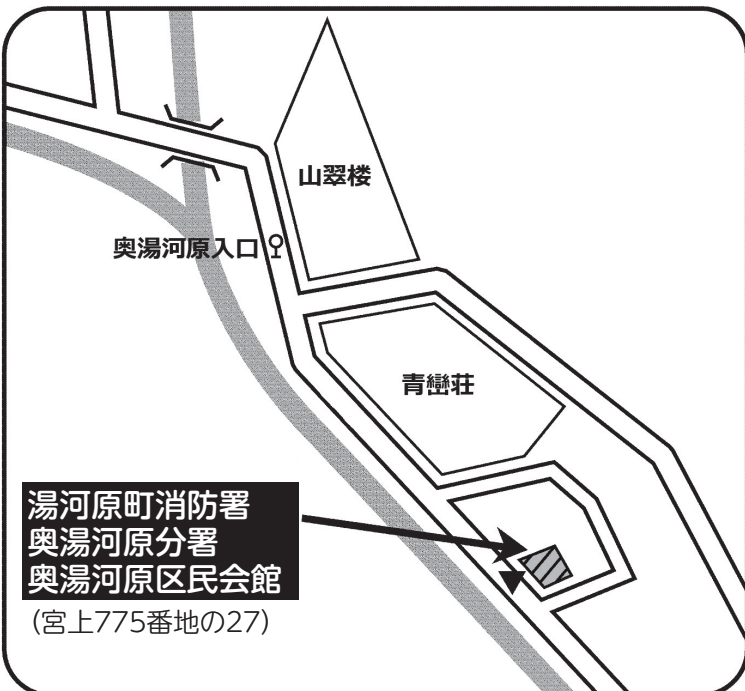 山翠楼
奥湯河原入口
青巒荘
湯河原町消防署
奥湯河原分署
奥湯河原区民会館
(宮上775番地の27)